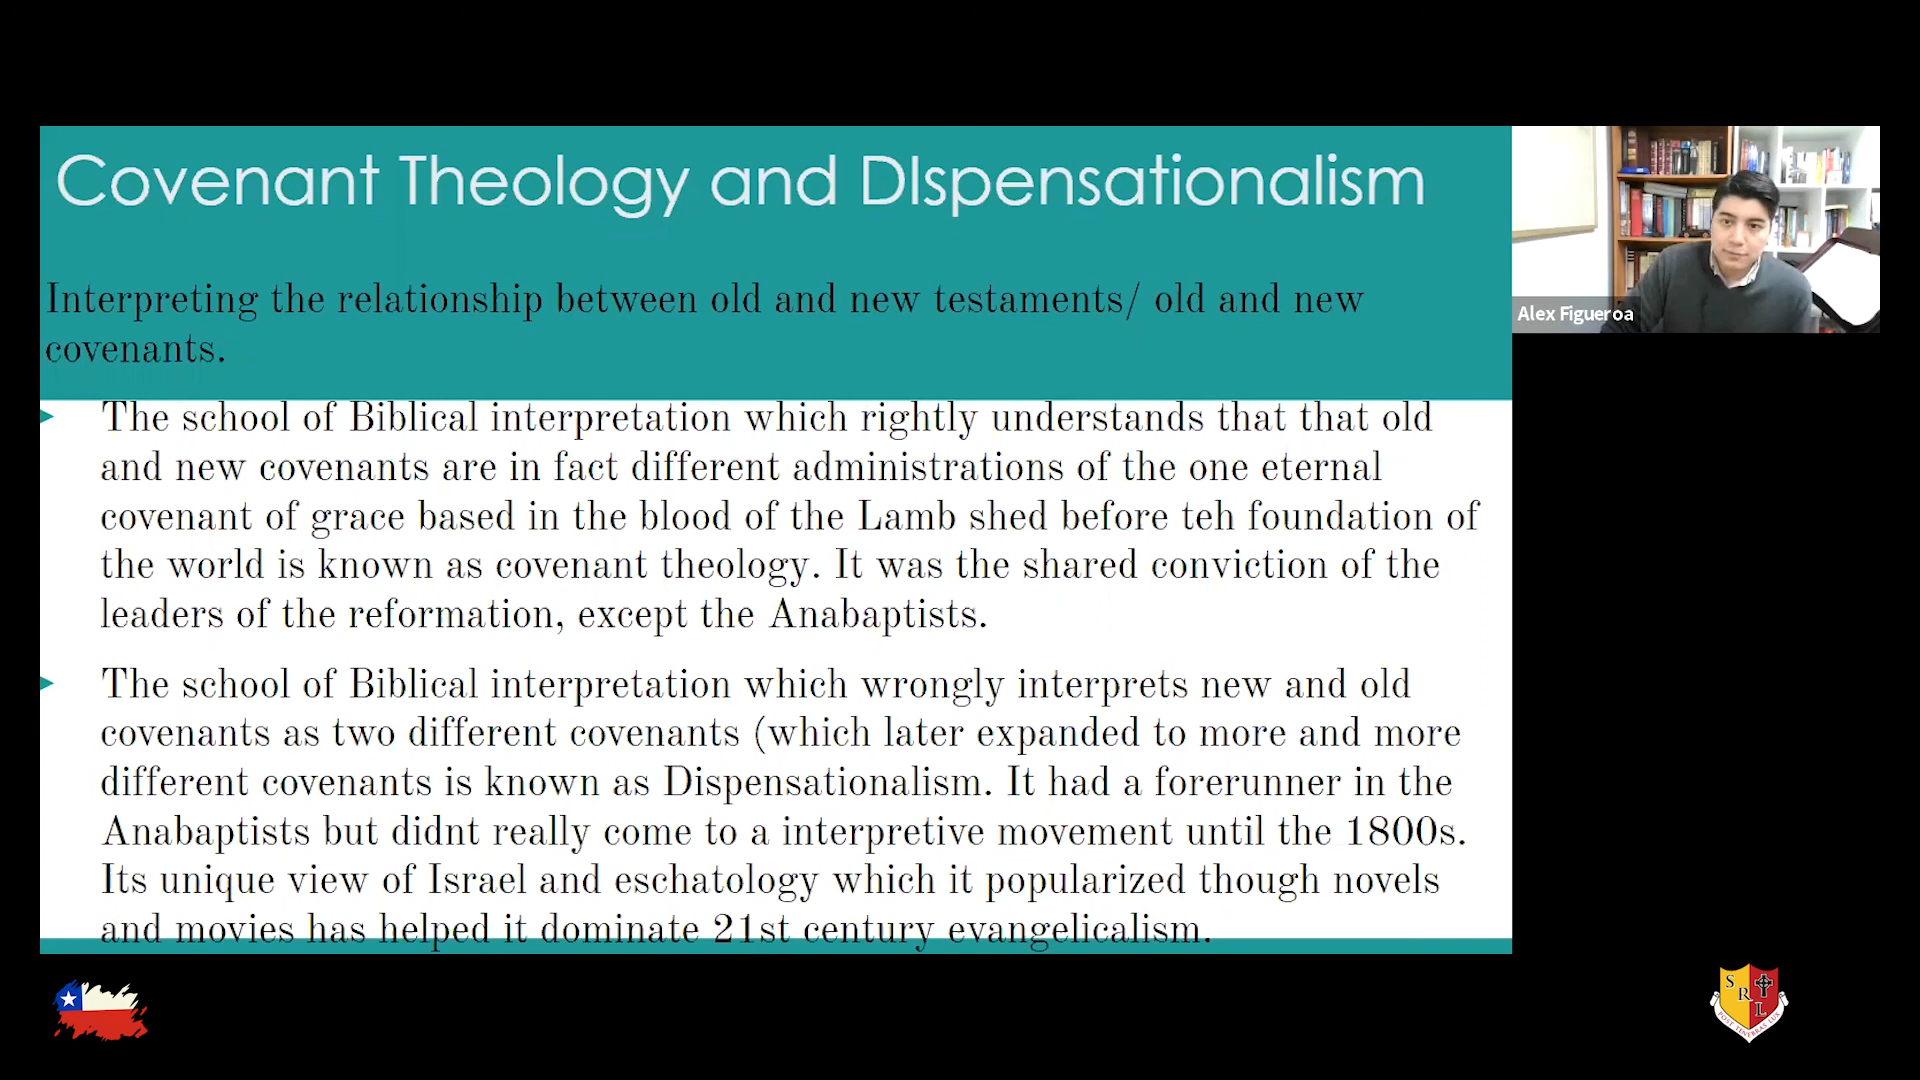 Covenant Theology and DIspensationalism
Interpreting the relationship between old and new testaments/ old and new
covenants.
The school of Biblical interpretation which rightly understands that that old
and new covenants are in fact different administrations of the one eternal
covenant of grace based in the blood of the Lamb shed before teh foundation of
the world is known as covenant theology. It was the shared conviction of the
leaders of the reformation, except the Anabaptists.
The school of Biblical interpretation which wrongly interprets new and old
covenants as two different covenants (which later expanded to more and more
different covenants is known as Dispensationalism. It had a forerunner in the
Anabaptists but didnt really come to a interpretive movement until the 1800s.
Its unique view of Israel and eschatology which it popularized though novels
and movies has helped it dominate 21st century evangelicalism.
Alex Figueroa
S
R
L
POST TENEBRAS LUX